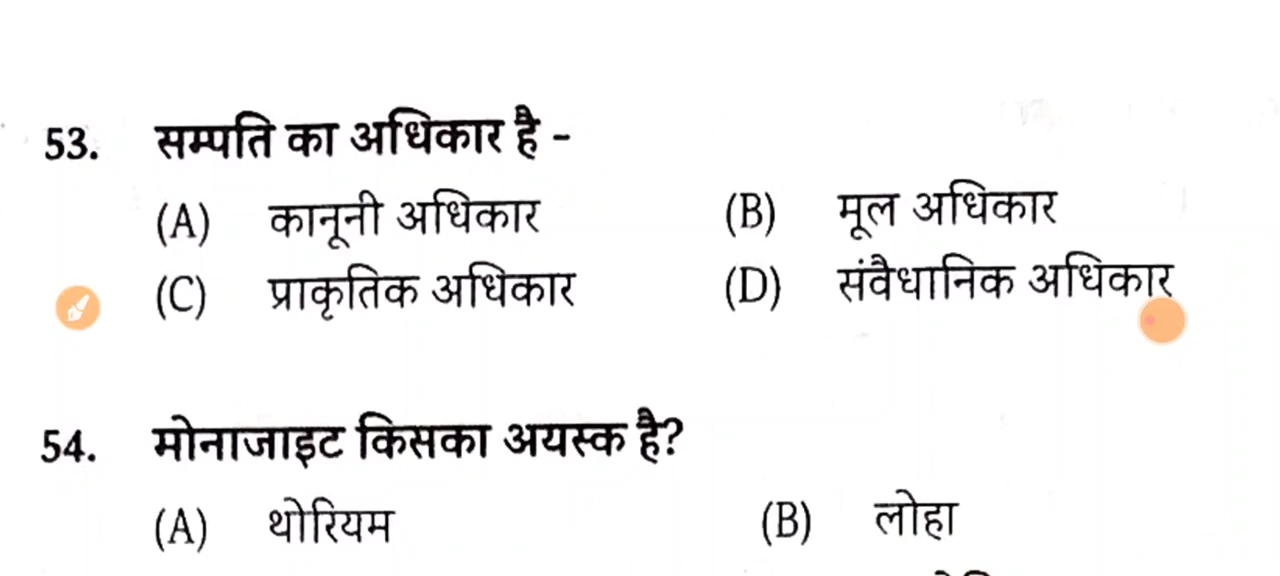 53. सम्पति का अधिकार है -
(A) कानूनी अधिकार (B) मूल अधिकार
(C) प्राकृतिक अधिकार (D) संवैधानिक अधिकार
54. मोनाजाइट किसका अयस्क है?
(A) थोरियम (B) लोहा